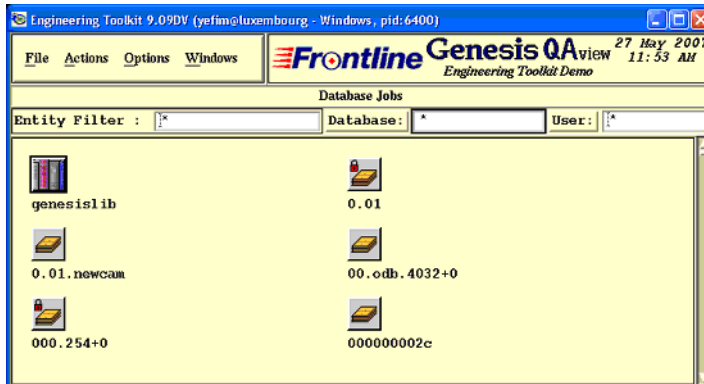 Engineering Toolkit 9.09DV (yefim@luxembourg - Windows, pid:6400)
File Actions Options Windows
Frontline Genesis QAview
Engineering Toolkit Demo
27 May 2007
11:53 AM
Database Jobs
Entity Filter : * Database: * User: *
genesislib 0.01
0.01.newcam 00.odb.4032+0
000.254+0 000000002c